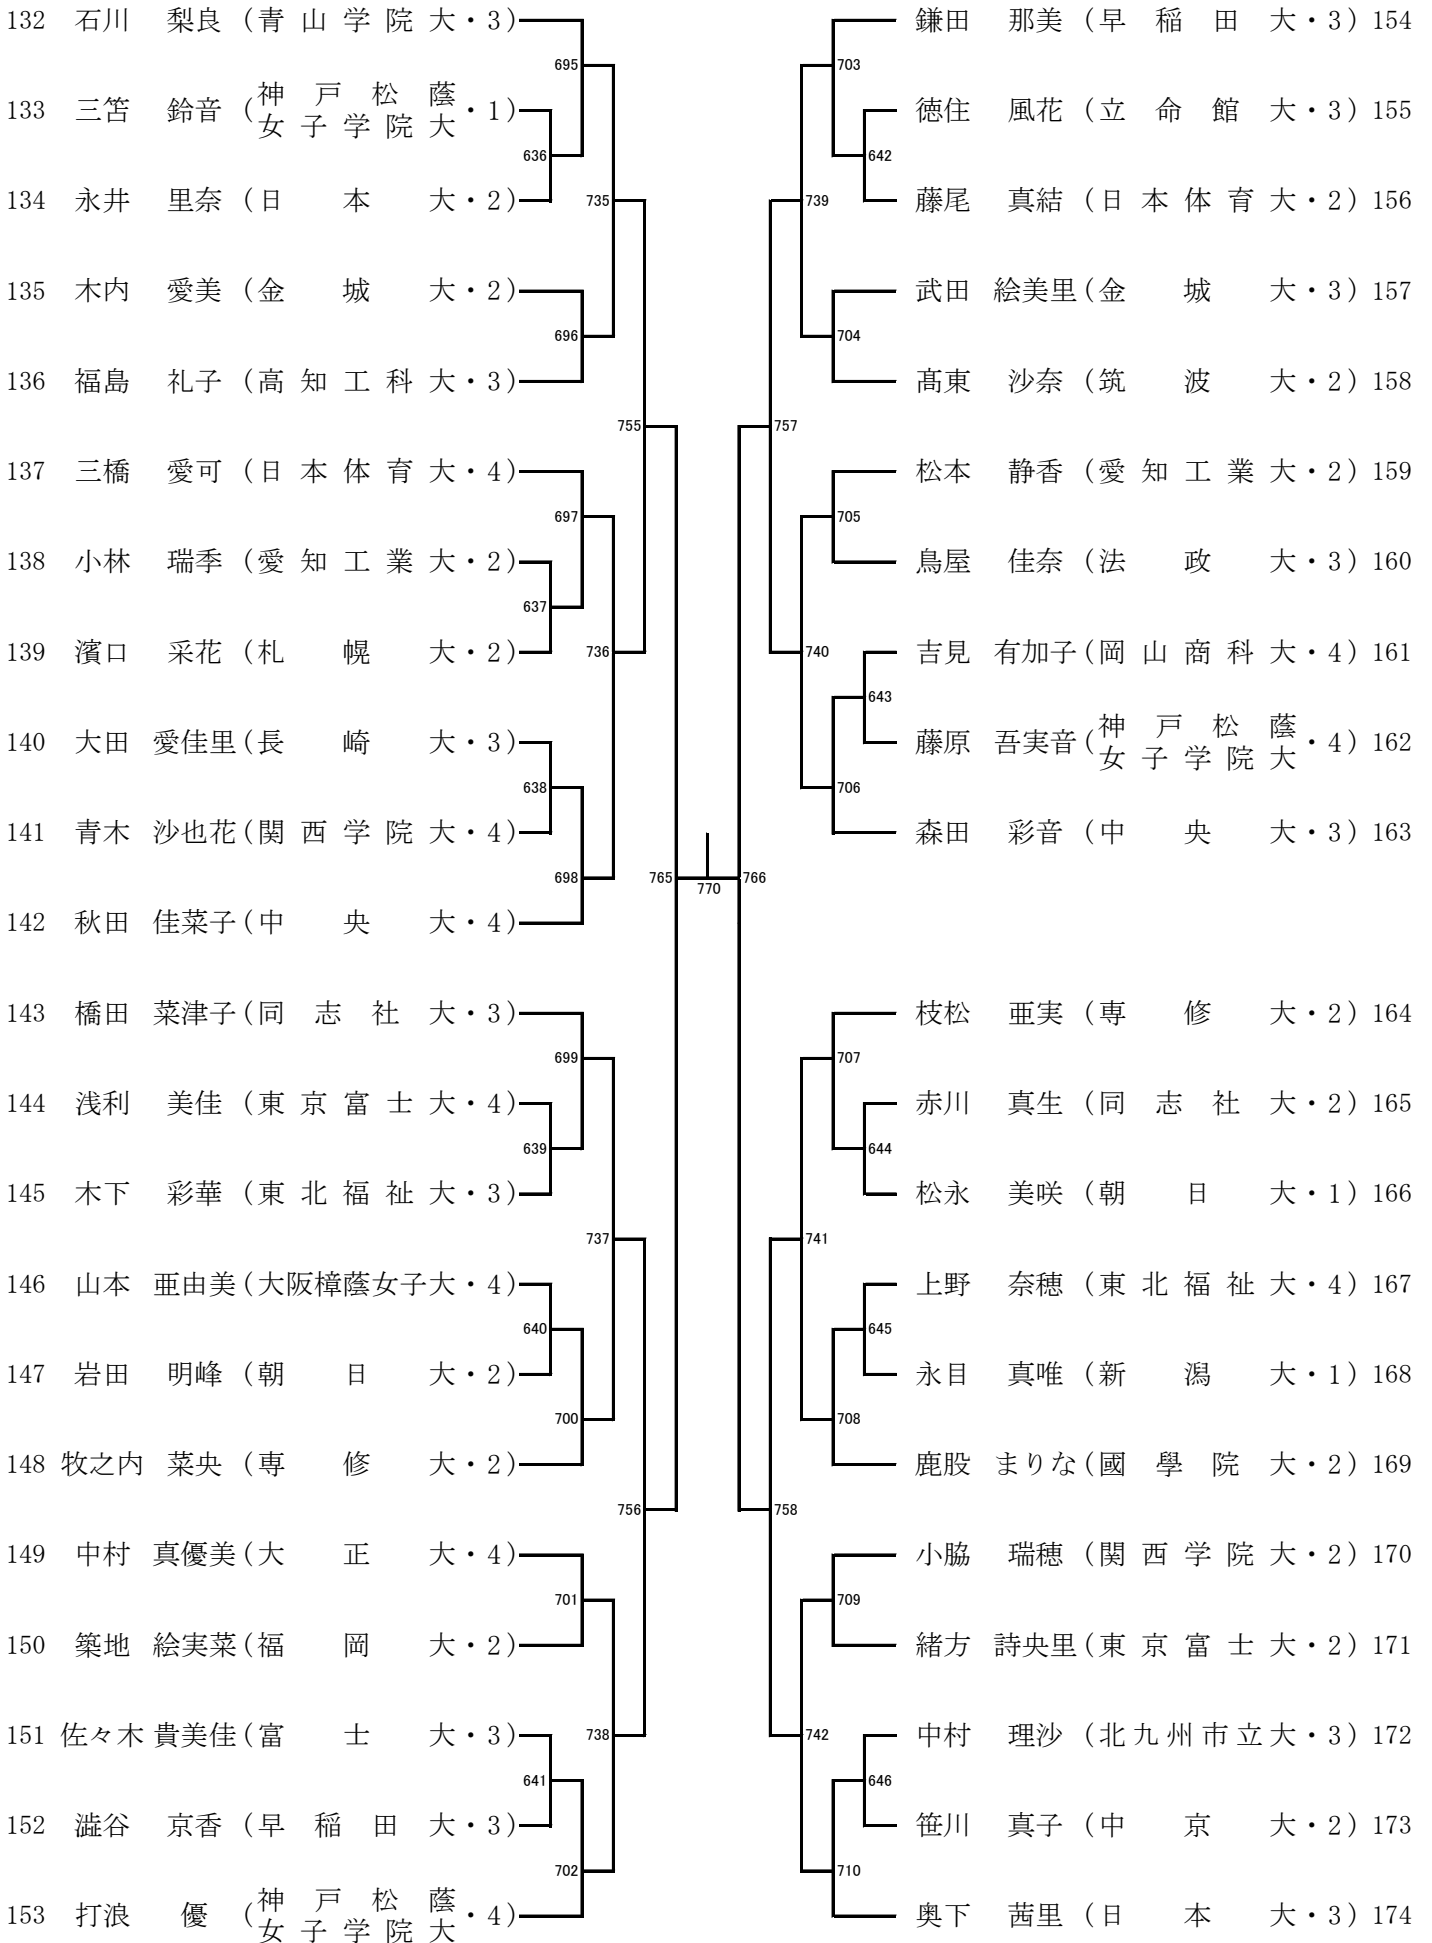 132 石川 梨良 (青山学院大・3)
133 三筈 鈴音 (神戸松蔭女子学院大・1)
134 永井 里奈 (日本大・2)
135 木内 愛美 (金城大・2)
136 福島 礼子 (高知工科大・3)
137 三橋 愛可 (日本体育大・4)
138 小林 瑞季 (愛知工業大・2)
139 濱口 采花 (札幌大・2)
140 大田 愛佳里 (長崎大・3)
141 青木 沙也花 (関西学院大・4)
142 秋田 佳菜子 (中央大・4)
143 橋田 菜津子 (同志社大・3)
144 浅利 美佳 (東京富士大・4)
145 木下 彩華 (東北福祉大・3)
146 山本 亜由美 (大阪樟蔭女子大・4)
147 岩田 明峰 (朝日大・2)
148 牧之内 菜央 (専修大・2)
149 中村 真優美 (大正大・4)
150 築地 絵実菜 (福岡大・2)
151 佐々木 貴美佳 (富士大・3)
152 澁谷 京香 (早稲田大・3)
153 打浪 優 (神戸松蔭女子学院大・4)
695
636
735
696
755
697
637
736
638
698
765
699
639
737
640
700
756
701
738
641
702
770
766
703
642
739
704
757
705
740
643
706
707
644
741
645
708
758
709
742
646
710
鎌田 那美 (早稲田大・3) 154
徳住 風花 (立命館大・3) 155
藤尾 真結 (日本体育大・2) 156
武田 絵美里 (金城大・3) 157
髙東 沙奈 (筑波大・2) 158
松本 静香 (愛知工業大・2) 159
鳥屋 佳奈 (法政大・3) 160
吉見 有加子 (岡山商科大・4) 161
藤原 吾実音 (神戸松蔭女子学院大・4) 162
森田 彩音 (中央大・3) 163
枝松 亜実 (専修大・2) 164
赤川 真生 (同志社大・2) 165
松永 美咲 (朝日大・1) 166
上野 奈穂 (東北福祉大・4) 167
永目 真唯 (新潟大・1) 168
鹿股 まりな (國學院大・2) 169
小脇 瑞穂 (関西学院大・2) 170
緒方 詩央里 (東京富士大・2) 171
中村 理沙 (北九州市立大・3) 172
笹川 真子 (中京大・2) 173
奥下 茜里 (日本大・3) 174